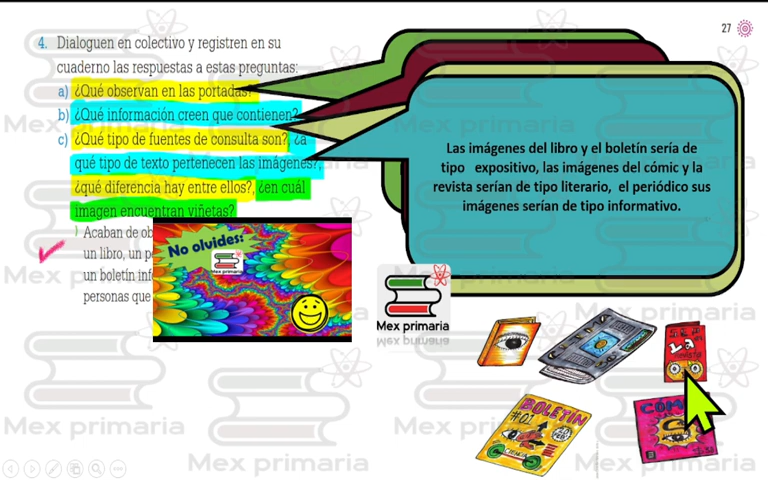 27
4. Dialoguen en colectivo y registren en su
cuaderno las respuestas a estas preguntas:
a) ¿Qué observan en las portadas?
b) ¿Qué información creen que contienen?
c) ¿Qué tipo de fuentes de consulta son?, ¿a
qué tipo de texto pertenecen las imágenes?,
¿qué diferencia hay entre ellos?, ¿en cuál
imagen encuentran viñetas?
Acaban de ob
un libro, un
un boletín
personas que
Las imágenes del libro y el boletín sería de
tipo expositivo, las imágenes del cómic y la
revista serían de tipo literario, el periódico sus
imágenes serían de tipo informativo.
No olvides:
Mex primaria
Mex primaria
La
BOLETÍN
#01
CIENCIA
CÓM
Mex primaria
Mex primaria
Mex primaria
Mex primaria